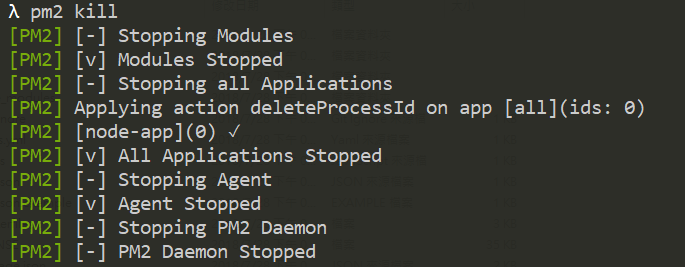 λ pm2 kill
[PM2] [-] Stopping Modules
[PM2] [v] Modules Stopped
[PM2] [-] Stopping all Applications
[PM2] Applying action deleteProcessId on app [all](ids: 0)
[PM2] [node-app](0) ✓
[PM2] [v] All Applications Stopped
[PM2] [-] Stopping Agent
[PM2] [v] Agent Stopped
[PM2] [-] Stopping PM2 Daemon
[PM2] [-] PM2 Daemon Stopped